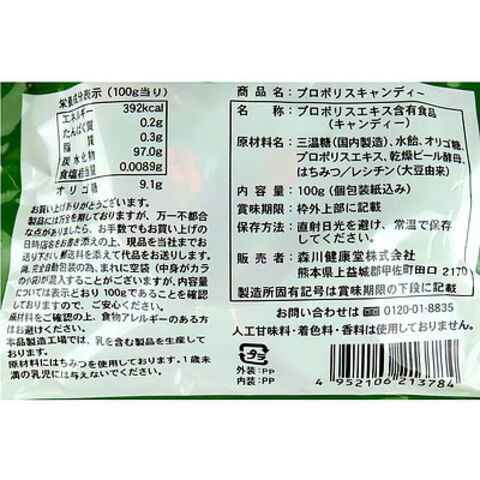 栄養成分表示(100g当り)
エネルギー 392kcal
たんぱく質 0.2g
脂質 0.3g
炭水化物 97.0g
食塩相当量 0.0089g
オリゴ糖 9.1g
お買い上げありがとうございます。
製品には万全を期しておりますが、万一不都合
な点がありましたら、お手数でもお買い上げの
日時、店名をお書き添えの上、現品を当社までお
送り下さい。郵送料を添えて代品をお送りします。
尚、完全自動包装の為、まれに空袋(中身がカラ
の小袋)が混入することがございますが、内容量
については表示どおり100gであることを確認
しておりますのでご安心ください。
原材料をご確認の上、食物アレルギーのある方
はお避けください。
本品製造工場では、乳を含む製品を生産して
おります。
原材料にはちみつを使用しております。1歳未
満の乳児には与えないでください。
商品名:プロポリスキャンディー
名称:プロポリスエキス含有食品
(キャンディー)
原材料名:三温糖(国内製造)、水飴、オリゴ糖、
プロポリスエキス、乾燥ビール酵母、
はちみつ/レシチン(大豆由来)
内容量:100g(個包装紙込み)
賞味期限:枠外上部に記載
保存方法:直射日光を避け、常温で保存
して下さい。
販売者:森川健康堂株式会社
熊本県上益城郡甲佐町田口2170
製造所固有記号は賞味期限の下段に記載
お問い合わせは 0120-01-8835
人工甘味料・着色料・香料は使用しておりません。
プラ
外装:PP
内装:PP
4 952106 213784